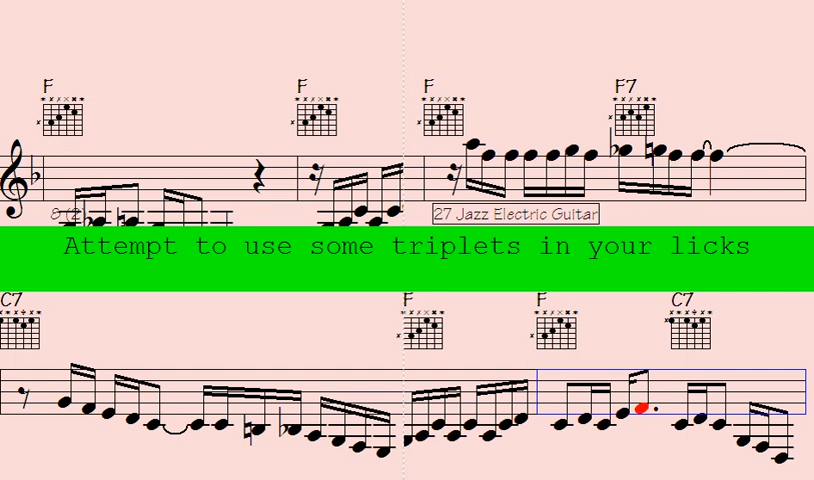 F F F F7
8 (2)
27 Jazz Electric Guitar
Attempt to use some triplets in your licks
C7 F F C7